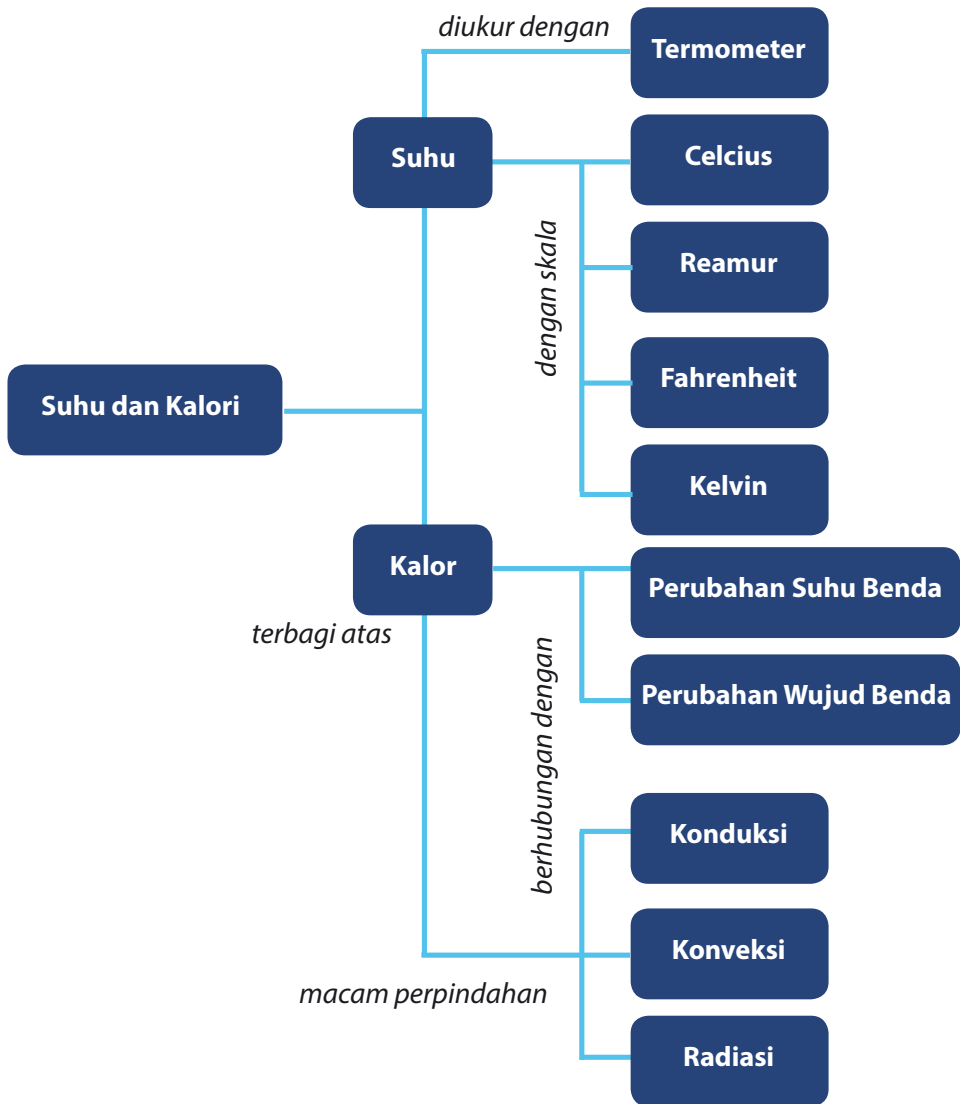 diukur dengan
Termometer
Suhu
Celcius
dengan skala
Reamur
Fahrenheit
Kelvin
Suhu dan Kalori
Kalor
terbagi atas
berhubungan dengan
Perubahan Suhu Benda
Perubahan Wujud Benda
macam perpindahan
Konduksi
Konveksi
Radiasi